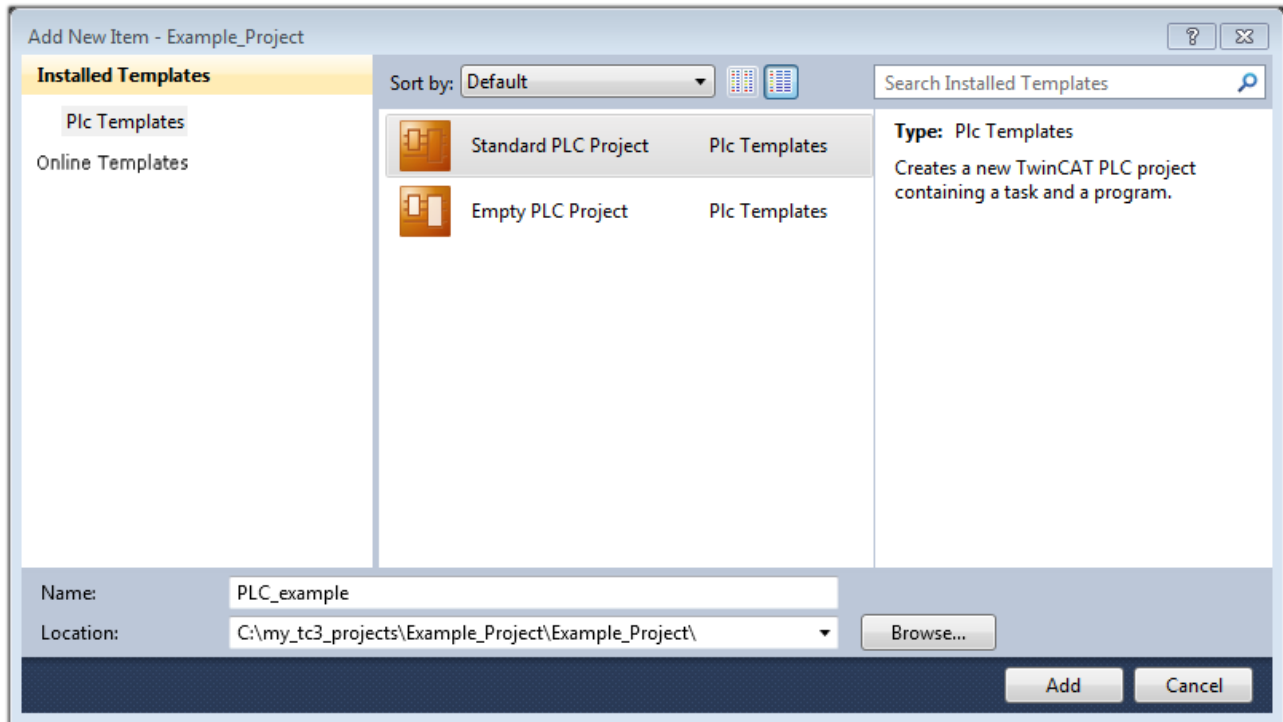 Add New Item - Example_Project
Installed Templates
Plc Templates
Online Templates
Sort by: Default
Search Installed Templates
Standard PLC Project Plc Templates
Empty PLC Project Plc Templates
Type: Plc Templates
Creates a new TwinCAT PLC project
containing a task and a program.
Name: PLC_example
Location: C:\my_tc3_projects\Example_Project\Example_Project\
Browse...
Add Cancel